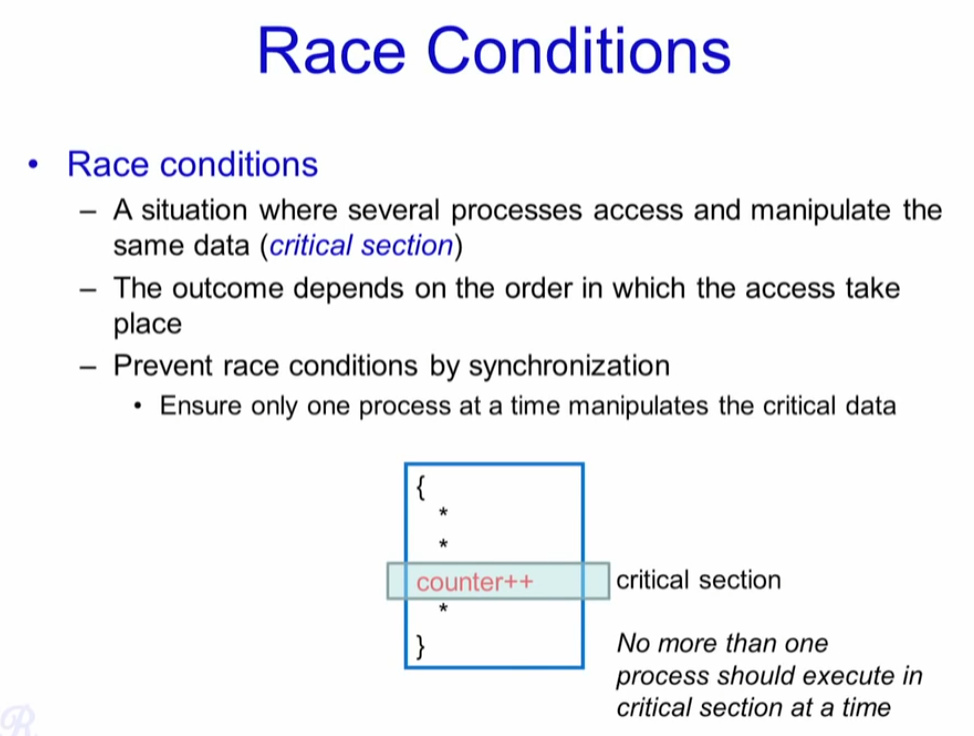 Race Conditions
• Race conditions
– A situation where several processes access and manipulate the
same data (critical section)
– The outcome depends on the order in which the access take
place
– Prevent race conditions by synchronization
• Ensure only one process at a time manipulates the critical data
{
*
*
counter++
critical section
*
}
No more than one
process should execute in
critical section at a time
R